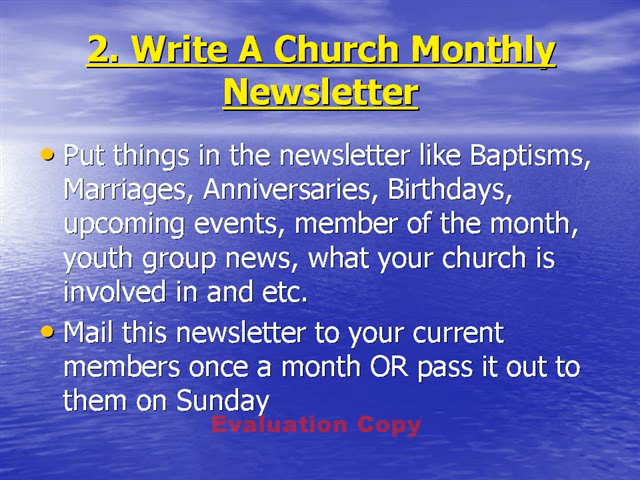 2. Write A Church Monthly
Newsletter
• Put things in the newsletter like Baptisms,
Marriages, Anniversaries, Birthdays,
upcoming events, member of the month,
youth group news, what your church is
involved in and etc.
• Mail this newsletter to your current
members once a month OR pass it out to
them on Sunday
Evaluation Copy